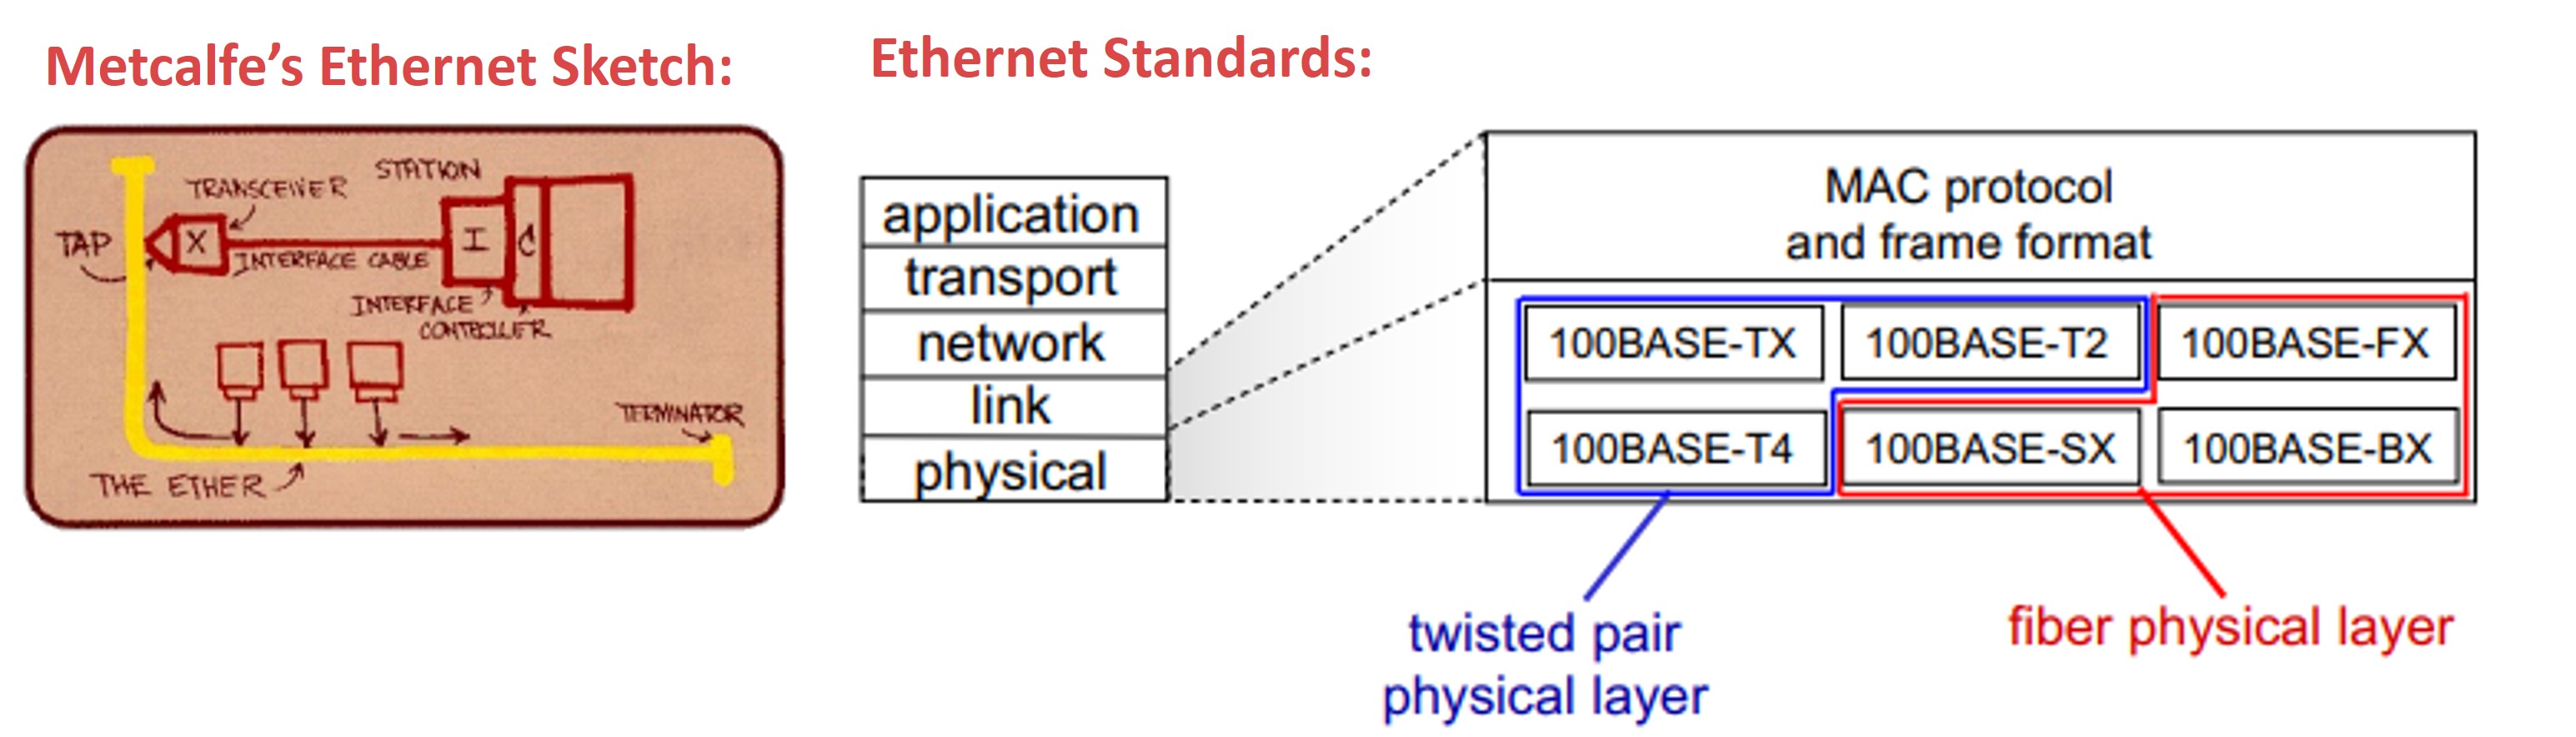 Metcalfe's Ethernet Sketch:
STATION
TRANSCEIVER
TAP
X
I
C
INTERFACE CABLE
INTERFACE
CONTROLLER
TERMINATOR
THE ETHER
Ethernet Standards:
application
transport
network
link
physical
MAC protocol
and frame format
100BASE-TX
100BASE-T2
100BASE-FX
100BASE-T4
100BASE-SX
100BASE-BX
twisted pair
physical layer
fiber physical layer